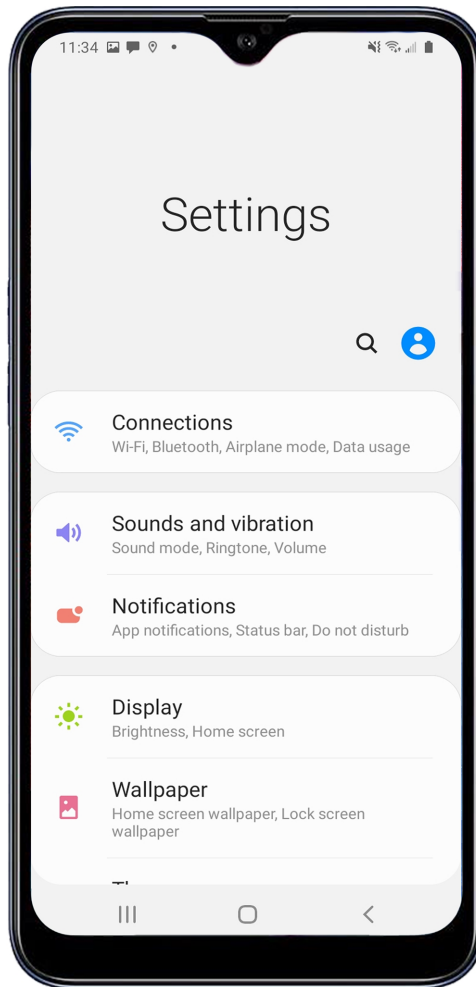 11:34
Settings
Connections
Wi-Fi, Bluetooth, Airplane mode, Data usage
Sounds and vibration
Sound mode, Ringtone, Volume
Notifications
App notifications, Status bar, Do not disturb
Display
Brightness, Home screen
Wallpaper
Home screen wallpaper, Lock screen
wallpaper